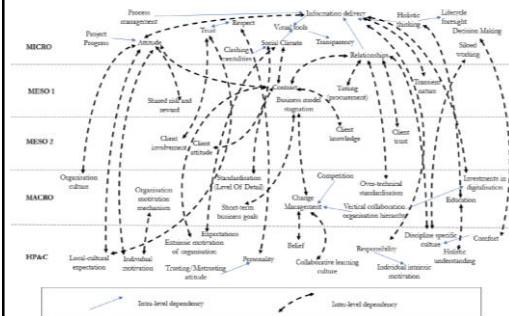 Process management
Respect
Information delivery
Holistic thinking
Lifecycle foresight
Project Progress
Attitude
Trust
Visual tools
Decision Making
MICRO
Clashing mentalities
Social Climate
Transparency
Relationships
Siloed working
MESO 1
Shared risk and reward
Contract
Business model stagnation
Timing (procurement)
Transient nature
MESO 2
Client involvement
Client attitude
Client knowledge
Client trust
Organisation culture
Standardisation (Level Of Detail)
Over-technical standardisation
Investments in digitalisation
MACRO
Organisation motivation mechanism
Short-term business goals
Competition
Change Management
Vertical collaboration organisation hierarchy
Education
HP&C
Local-cultural expectation
Individual motivation
Expectations
Extrinsic motivation of organisation
Trusting/Mistrusting attitude
Personality
Belief
Collaborative learning culture
Responsibility
Individual intrinsic motivation
Discipline specific culture
Holistic understanding
Comfort
Intra-level dependency
Inter-level dependency